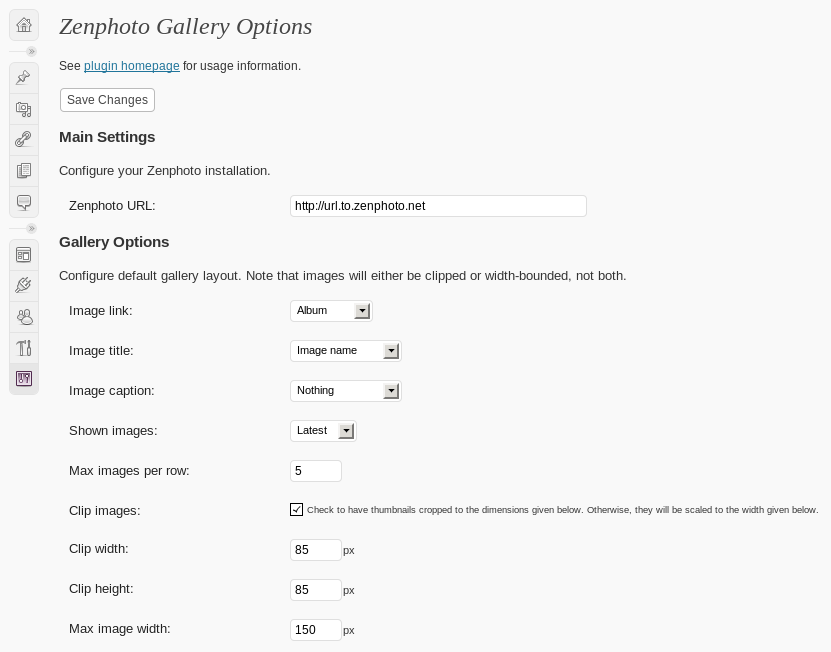 Zenphoto Gallery Options
See plugin homepage for usage information.
Save Changes
Main Settings
Configure your Zenphoto installation.
Zenphoto URL: http://url.to.zenphoto.net
Gallery Options
Configure default gallery layout. Note that images will either be clipped or width-bounded, not both.
Image link: Album
Image title: Image name
Image caption: Nothing
Shown images: Latest
Max images per row: 5
Clip images: Check to have thumbnails cropped to the dimensions given below. Otherwise, they will be scaled to the width given below.
Clip width: 85 px
Clip height: 85 px
Max image width: 150 px